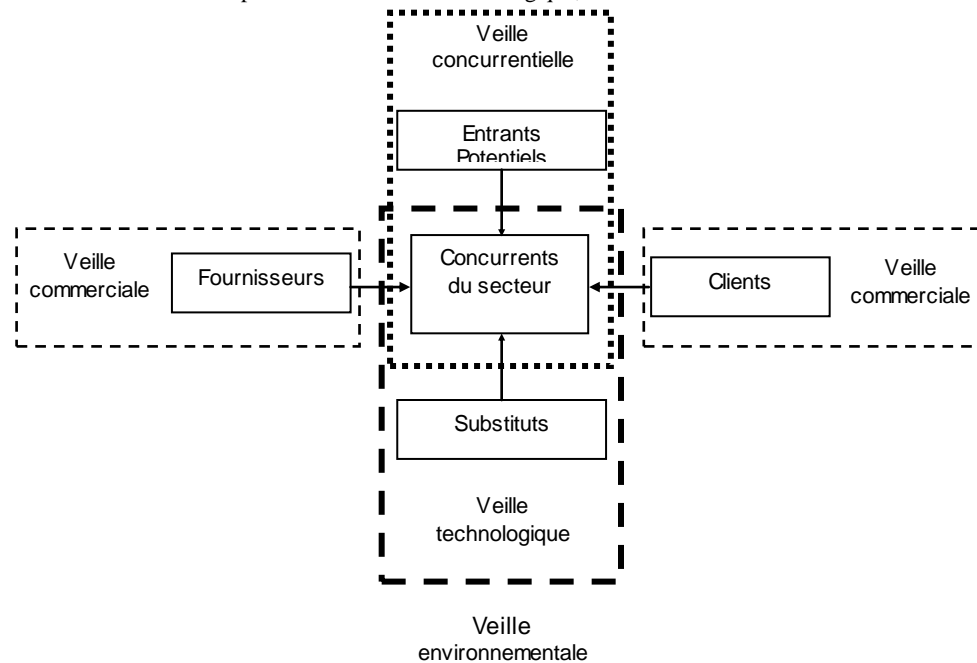 Veille
concurrentielle
Entrants
Potentiels
Veille
commerciale
Fournisseurs
Concurrents
du secteur
Clients
Veille
commerciale
Substituts
Veille
technologique
Veille
environnementale